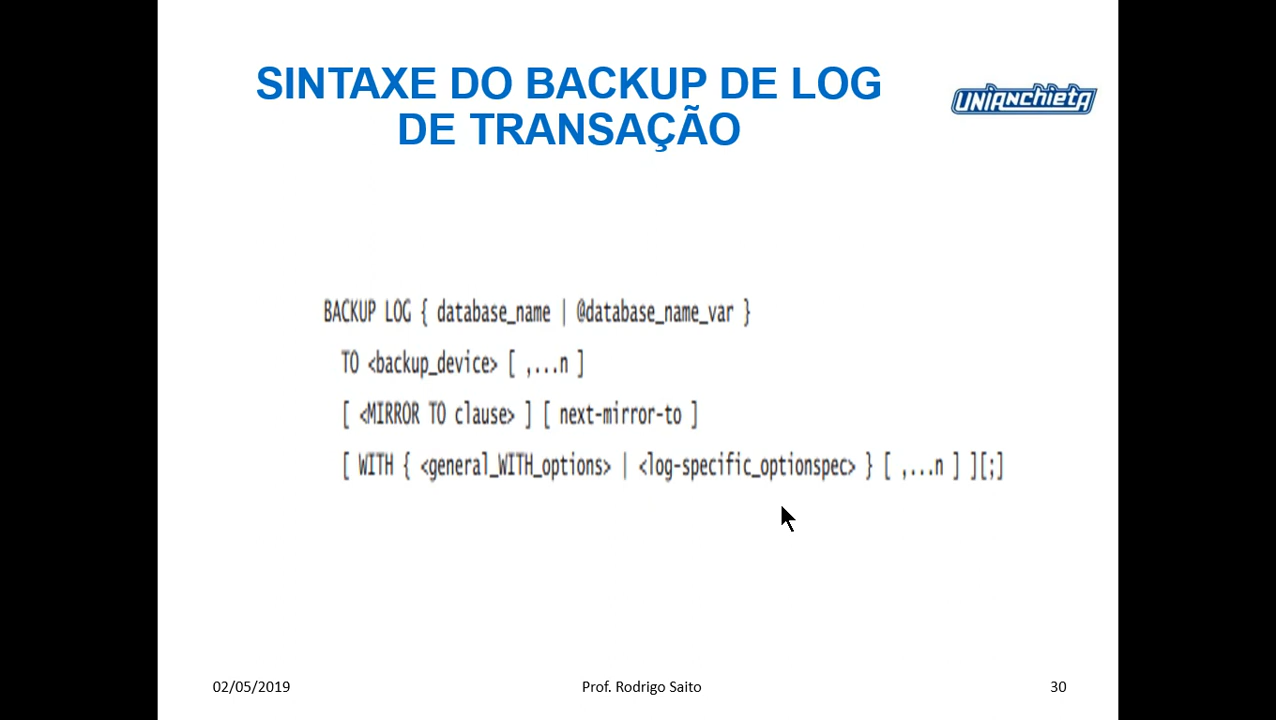 SINTAXE DO BACKUP DE LOG
DE TRANSAÇÃO
UNIANCHIETA
BACKUP LOG { database_name | @database_name_var }
TO <backup_device> [ ,...n ]
[ <MIRROR TO clause> ] [ next-mirror-to ]
[ WITH { <general_WITH_options> | <log-specific_optionspec> } [ ,...n ] ][;]
02/05/2019
Prof. Rodrigo Saito
30